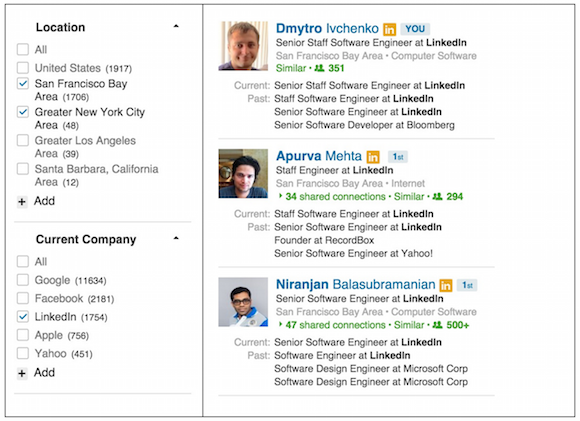 Location
All
United States (1917)
San Francisco Bay
Area (1706)
Greater New York City
Area (48)
Greater Los Angeles
Area (39)
Santa Barbara, California
Area (12)
+ Add
Current Company
All
Google (11634)
Facebook (2181)
LinkedIn (1754)
Apple (756)
Yahoo (451)
+ Add
Dmytro Ivchenko in YOU
Senior Staff Software Engineer at LinkedIn
San Francisco Bay Area • Computer Software
Similar • 351
Current: Senior Staff Software Engineer at LinkedIn
Past: Staff Software Engineer at LinkedIn
Senior Software Engineer at LinkedIn
Senior Software Developer at Bloomberg
Apurva Mehta in 1st
Staff Engineer at LinkedIn
San Francisco Bay Area • Internet
34 shared connections • Similar • 294
Current: Staff Software Engineer at LinkedIn
Past: Senior Software Engineer at LinkedIn
Founder at RecordBox
Senior Software Engineer at Yahoo!
Niranjan Balasubramanian in 1st
Senior Software Engineer at LinkedIn
San Francisco Bay Area • Computer Software
47 shared connections • Similar • 500+
Current: Senior Software Engineer at LinkedIn
Past: Software Engineer at LinkedIn
Software Design Engineer at Microsoft Corp
Software Design Engineer at Microsoft Corp